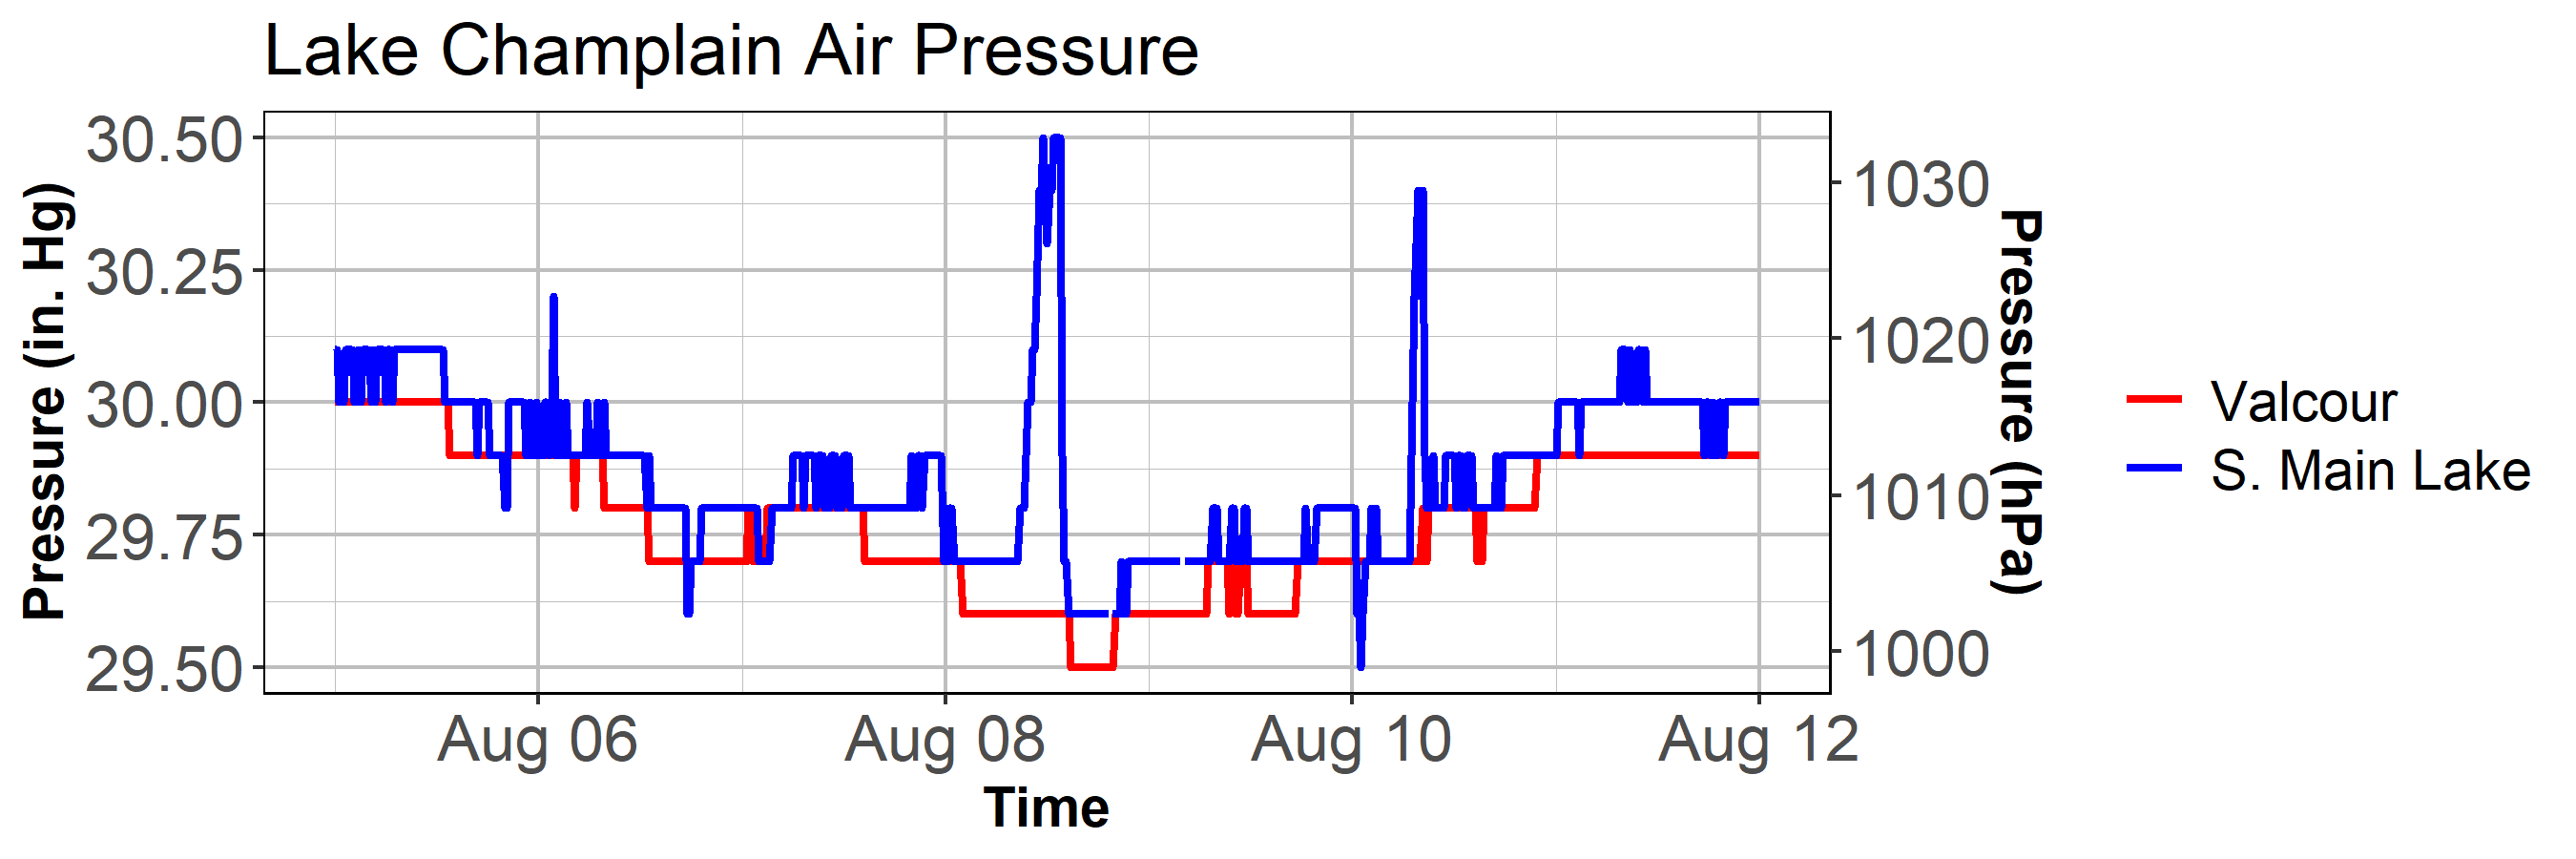 Lake Champlain Air Pressure
Pressure (in. Hg)
30.50
30.25
30.00
29.75
29.50
1030
1020
1010
1000
Pressure (hPa)
Valcour
S. Main Lake
Aug 06 Aug 08 Aug 10 Aug 12
Time